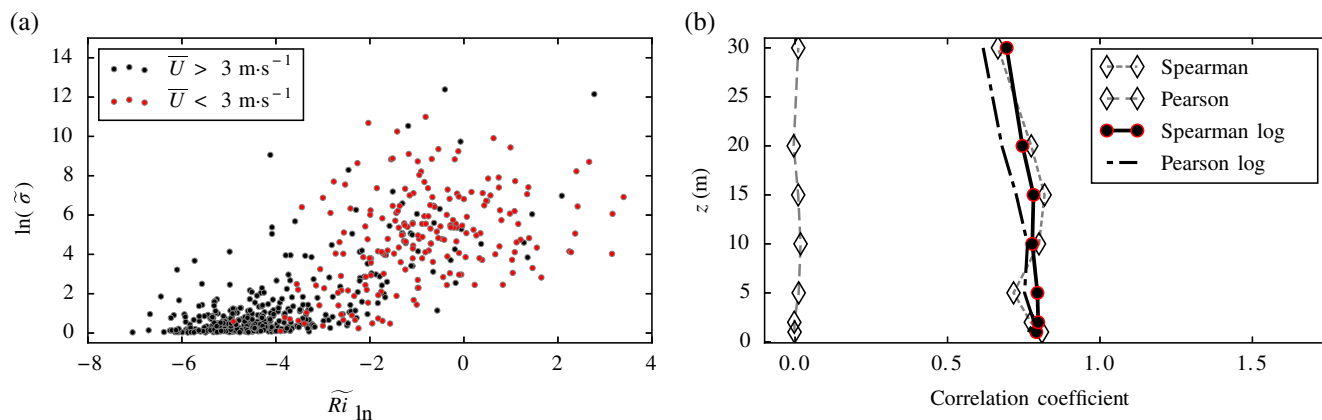 (a)
14
12
10
8
6
4
2
0
ln( σ̃ )
U̅ > 3 m·s⁻¹
U̅ < 3 m·s⁻¹
−8 −6 −4 −2 0 2 4
R̃i ln
(b)
30
25
20
15
10
5
0
z (m)
Spearman
Pearson
Spearman log
Pearson log
0.0 0.5 1.0 1.5
Correlation coefficient